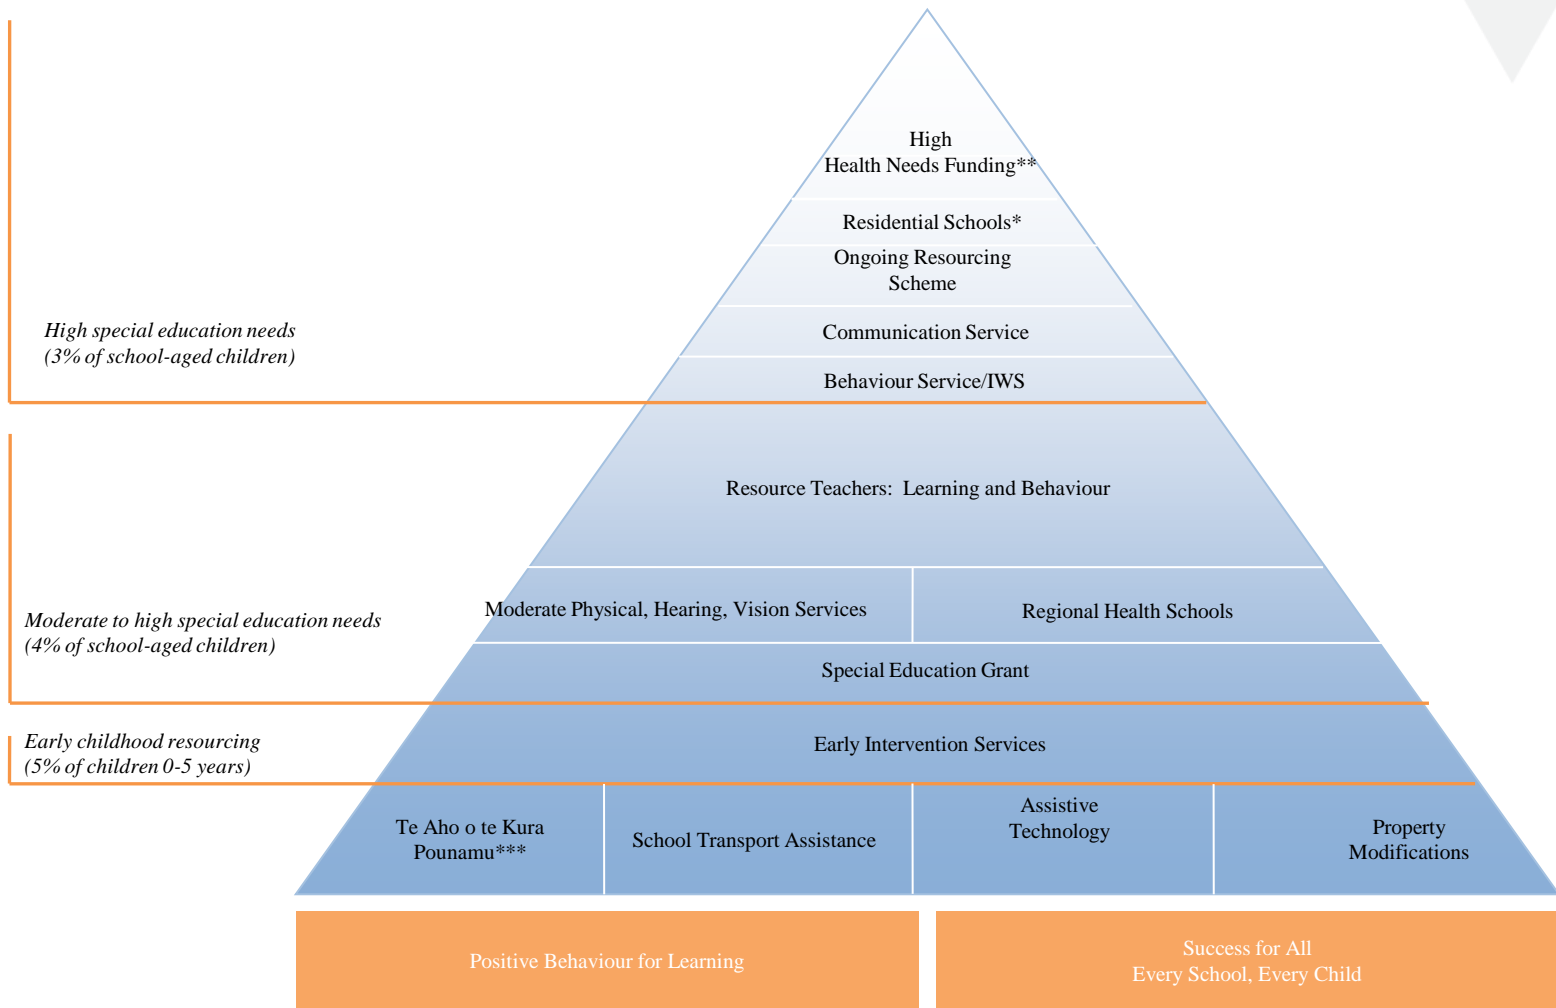 High
Health Needs Funding**
Residential Schools*
Ongoing Resourcing
Scheme
High special education needs
(3% of school-aged children)
Communication Service
Behaviour Service/IWS
Resource Teachers:  Learning and Behaviour
Moderate to high special education needs
(4% of school-aged children)
Moderate Physical, Hearing, Vision Services
Regional Health Schools
Special Education Grant
Early childhood resourcing
(5% of children 0-5 years)
Early Intervention Services
Te Aho o te Kura
Pounamu***
School Transport Assistance
Assistive
Technology
Property
Modifications
Positive Behaviour for Learning
Success for All
Every School, Every Child